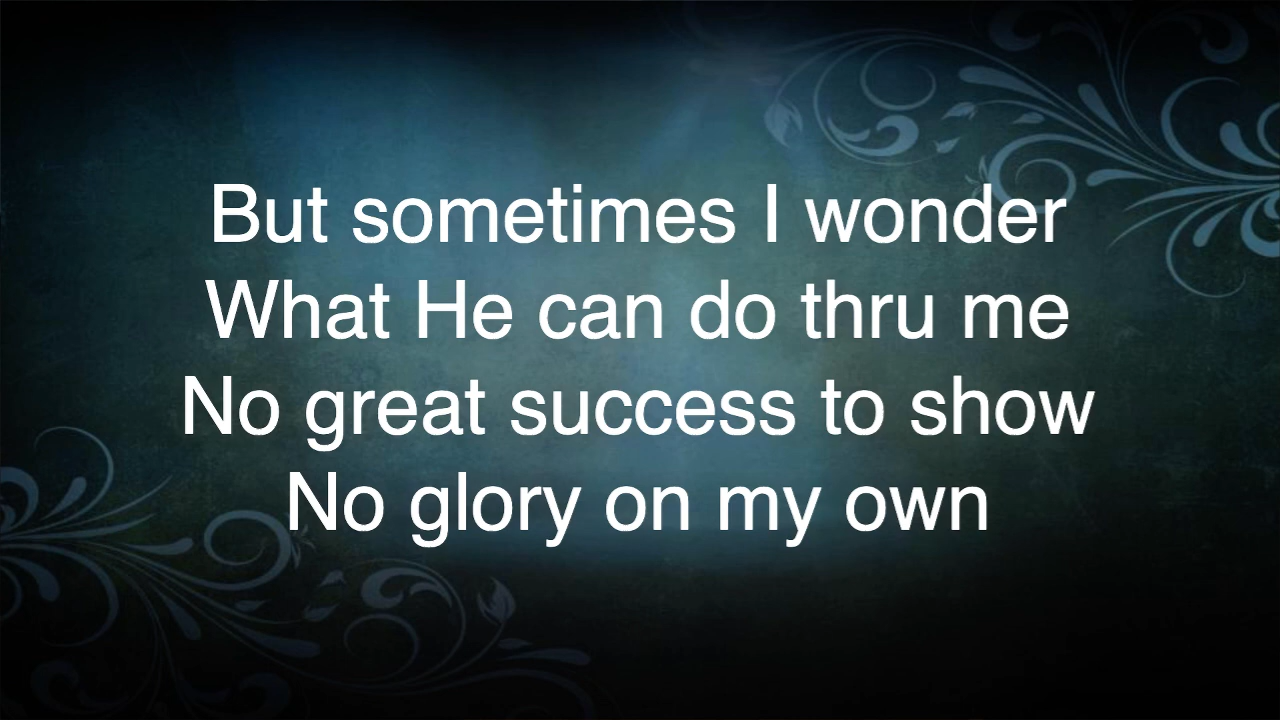 But sometimes I wonder
What He can do thru me
No great success to show
No glory on my own